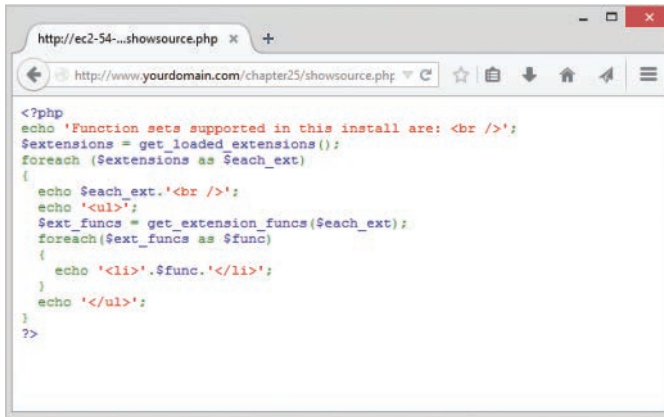 http://ec2-54-...showsource.php × +
http://www.yourdomain.com/chapter25/showsource.php
<?php
echo 'Function sets supported in this install are: <br />';
$extensions = get_loaded_extensions();
foreach ($extensions as $each_ext)
{
  echo $each_ext.'<br />';
  echo '<ul>';
  $ext_funcs = get_extension_funcs($each_ext);
  foreach($ext_funcs as $func)
  {
    echo '<li>'.$func.'</li>';
  }
  echo '</ul>';
}
?>